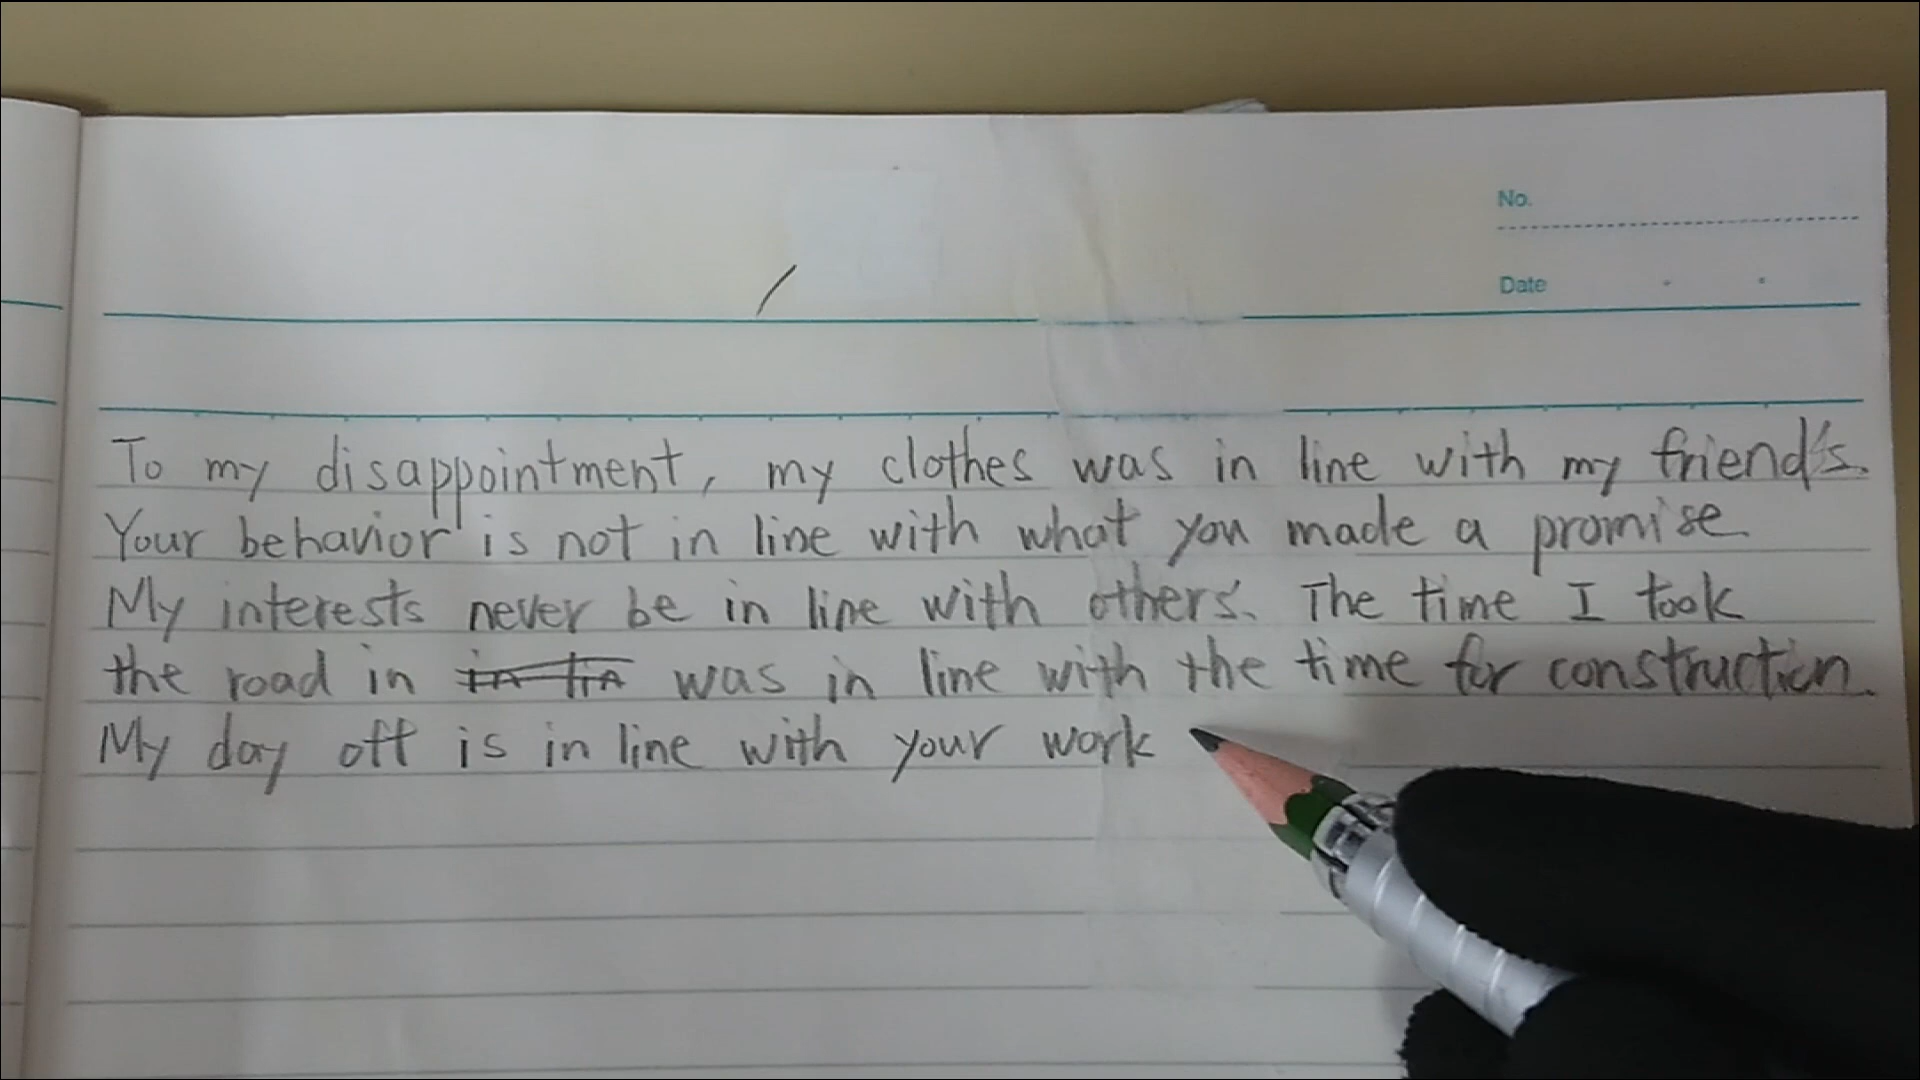 No.
Date
To my disappointment, my clothes was in line with my friend's.
Your behavior is not in line with what you made a promise.
My interests never be in line with others. The time I took
the road in in lin was in line with the time for construction.
My day off is in line with your work